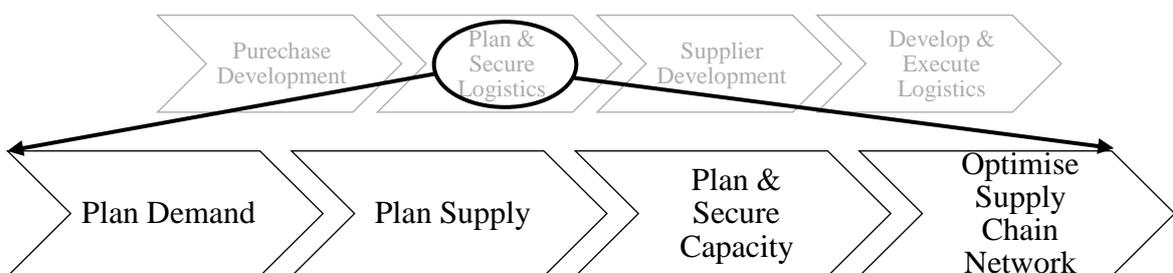 Purechase
Development
Plan &
Secure
Logistics
Supplier
Development
Develop &
Execute
Logistics
Plan Demand
Plan Supply
Plan &
Secure
Capacity
Optimise
Supply
Chain
Network